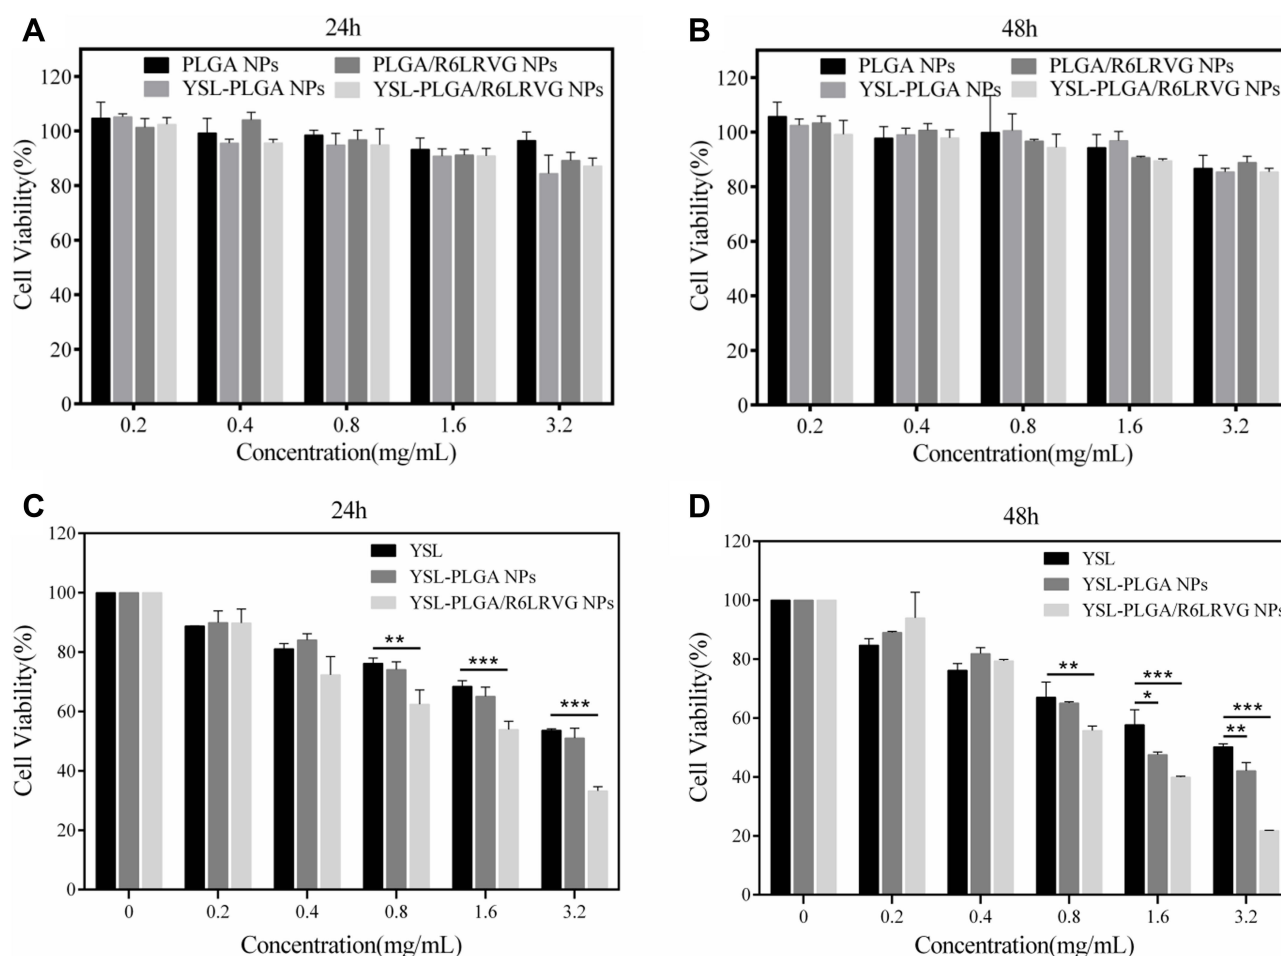 A
24h
PLGA NPs
PLGA/R6LRVG NPs
YSL-PLGA NPs
YSL-PLGA/R6LRVG NPs
Cell Viability(%)
120
100
80
60
40
20
0
0.2 0.4 0.8 1.6 3.2
Concentration(mg/mL)
B
48h
PLGA NPs
PLGA/R6LRVG NPs
YSL-PLGA NPs
YSL-PLGA/R6LRVG NPs
Cell Viability(%)
120
100
80
60
40
20
0
0.2 0.4 0.8 1.6 3.2
Concentration(mg/mL)
C
24h
YSL
YSL-PLGA NPs
YSL-PLGA/R6LRVG NPs
Cell Viability(%)
120
100
80
60
40
20
0
**
***
***
0 0.2 0.4 0.8 1.6 3.2
Concentration(mg/mL)
D
48h
YSL
YSL-PLGA NPs
YSL-PLGA/R6LRVG NPs
Cell Viability(%)
120
100
80
60
40
20
0
**
***
*
***
**
0 0.2 0.4 0.8 1.6 3.2
Concentration(mg/mL)